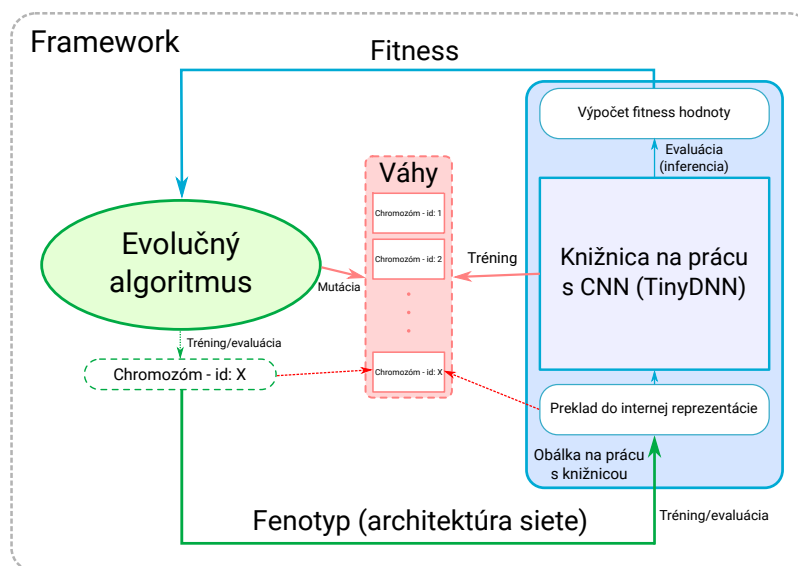 Framework
Fitness
Výpočet fitness hodnoty
Evaluácia
(inferencia)
Váhy
Chromozóm - id: 1
Chromozóm - id: 2
.
.
.
Chromozóm - id: X
Evolučný
algoritmus
Mutácia
Tréning
Knižnica na prácu
s CNN (TinyDNN)
Tréning/evaluácia
Chromozóm - id: X
Preklad do internej reprezentácie
Obálka na prácu
s knižnicou
Fenotyp (architektúra siete)
Tréning/evaluácia